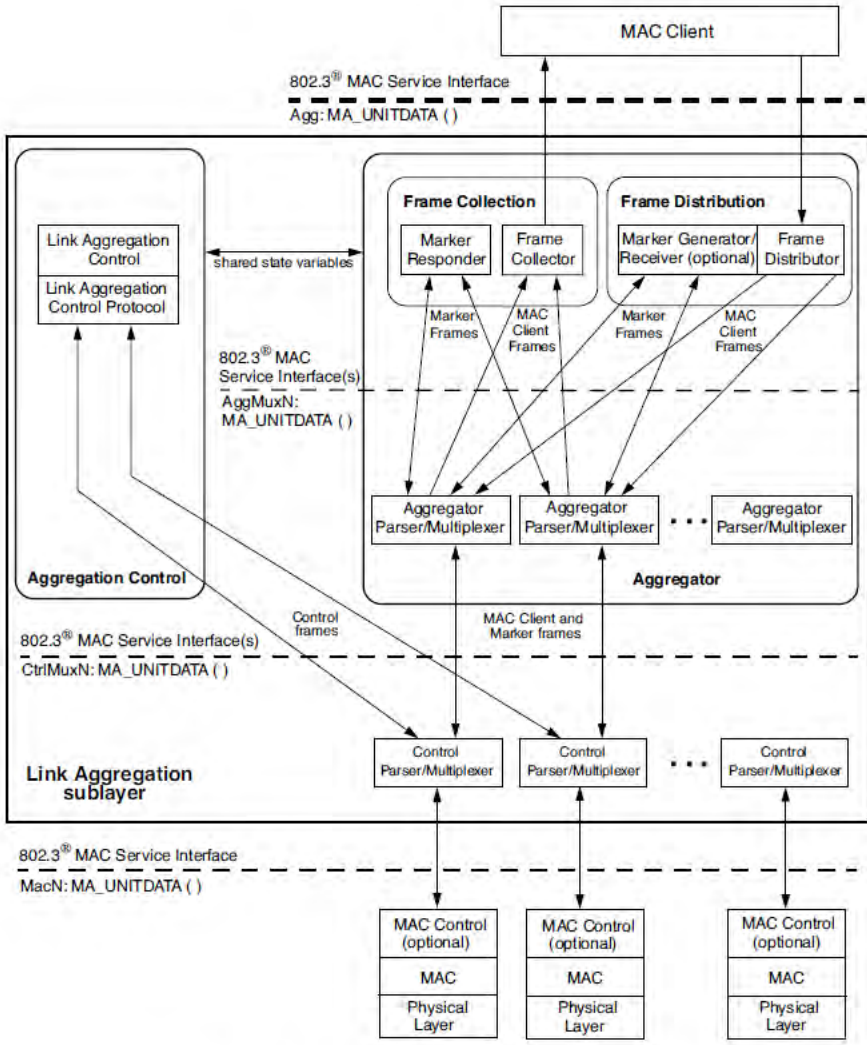 MAC Client
802.3® MAC Service Interface
Agg: MA_UNITDATA ( )
Frame Collection
Frame Distribution
Link Aggregation
Control
Link Aggregation
Control Protocol
shared state variables
Marker
Responder
Frame
Collector
Marker Generator/
Receiver (optional)
Frame
Distributor
Marker
Frames
MAC
Client
Frames
Marker
Frames
MAC
Client
Frames
802.3® MAC
Service Interface(s)
AggMuxN:
MA_UNITDATA ( )
Aggregator
Parser/Multiplexer
Aggregator
Parser/Multiplexer
Aggregator
Parser/Multiplexer
Aggregation Control
Aggregator
Control
frames
MAC Client and
Marker frames
802.3® MAC Service Interface(s)
CtrlMuxN: MA_UNITDATA ( )
Link Aggregation
sublayer
Control
Parser/Multiplexer
Control
Parser/Multiplexer
Control
Parser/Multiplexer
802.3® MAC Service Interface
MacN: MA_UNITDATA ( )
MAC Control
(optional)
MAC
Physical
Layer
MAC Control
(optional)
MAC
Physical
Layer
MAC Control
(optional)
MAC
Physical
Layer